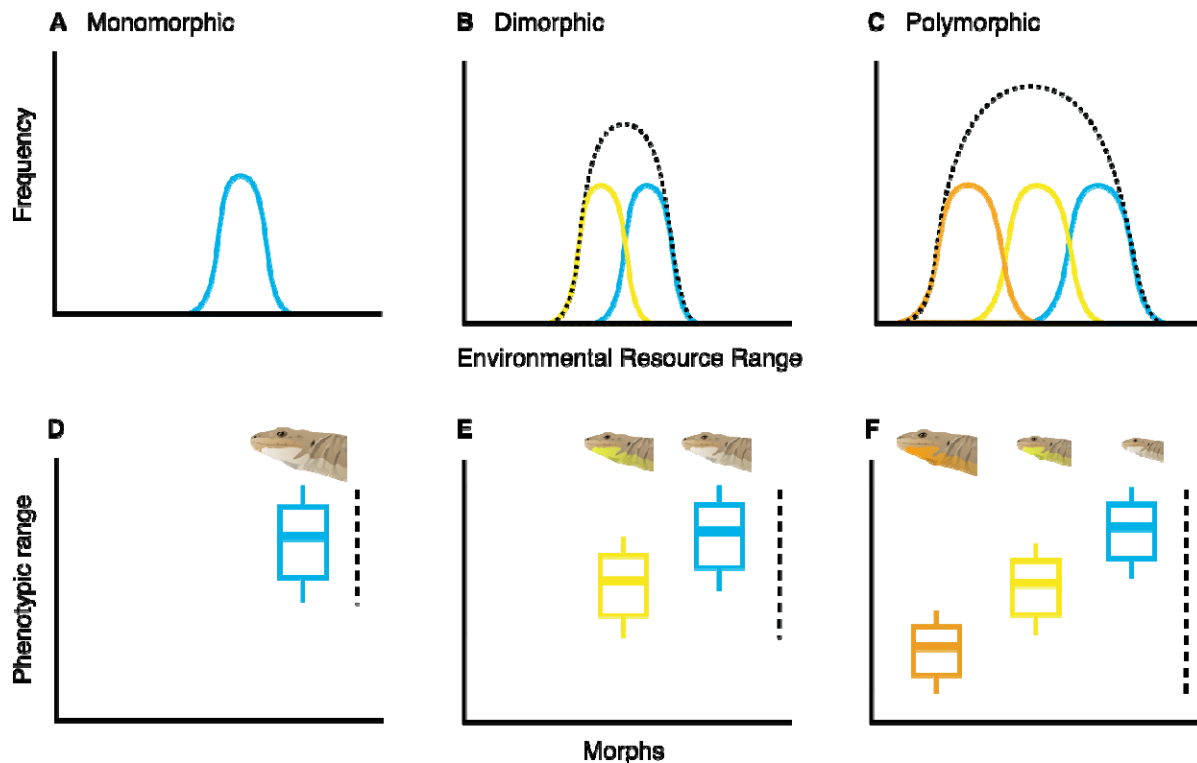 A Monomorphic
B Dimorphic
C Polymorphic
Frequency
Environmental Resource Range
D
E
F
Phenotypic range
Morphs